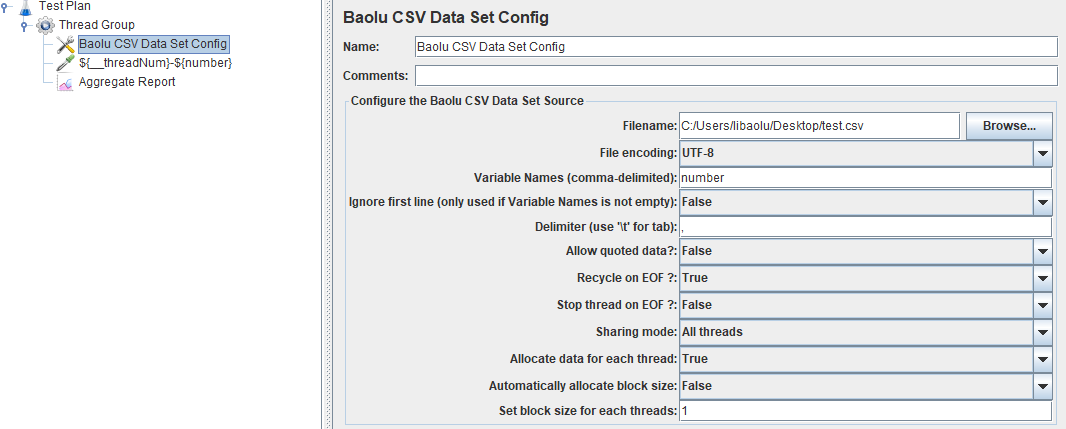 Test Plan
Thread Group
Baolu CSV Data Set Config
${__threadNum}-${number}
Aggregate Report
Baolu CSV Data Set Config
Name: Baolu CSV Data Set Config
Comments:
Configure the Baolu CSV Data Set Source
Filename: C:/Users/libaolu/Desktop/test.csv Browse...
File encoding: UTF-8
Variable Names (comma-delimited): number
Ignore first line (only used if Variable Names is not empty): False
Delimiter (use '\t' for tab): ,
Allow quoted data?: False
Recycle on EOF ?: True
Stop thread on EOF ?: False
Sharing mode: All threads
Allocate data for each thread: True
Automatically allocate block size: False
Set block size for each threads: 1